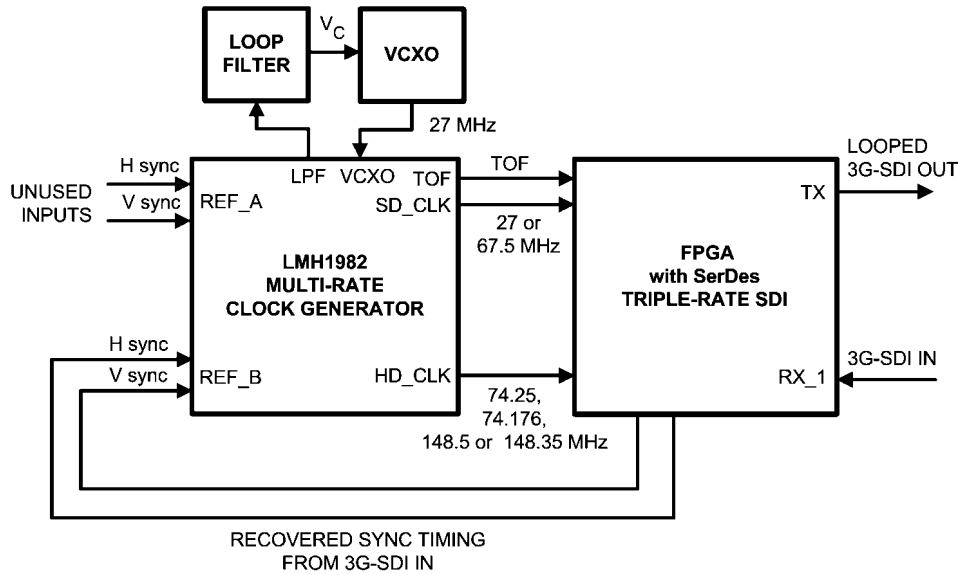 LOOP
FILTER
VC
VCXO
27 MHz
UNUSED
INPUTS
H sync
V sync
REF_A
LPF
VCXO
TOF
SD_CLK
LMH1982
MULTI-RATE
CLOCK GENERATOR
H sync
V sync
REF_B
HD_CLK
TOF
27 or
67.5 MHz
74.25,
74.176,
148.5 or 148.35 MHz
FPGA
with SerDes
TRIPLE-RATE SDI
TX
RX_1
LOOPED
3G-SDI OUT
3G-SDI IN
RECOVERED SYNC TIMING
FROM 3G-SDI IN